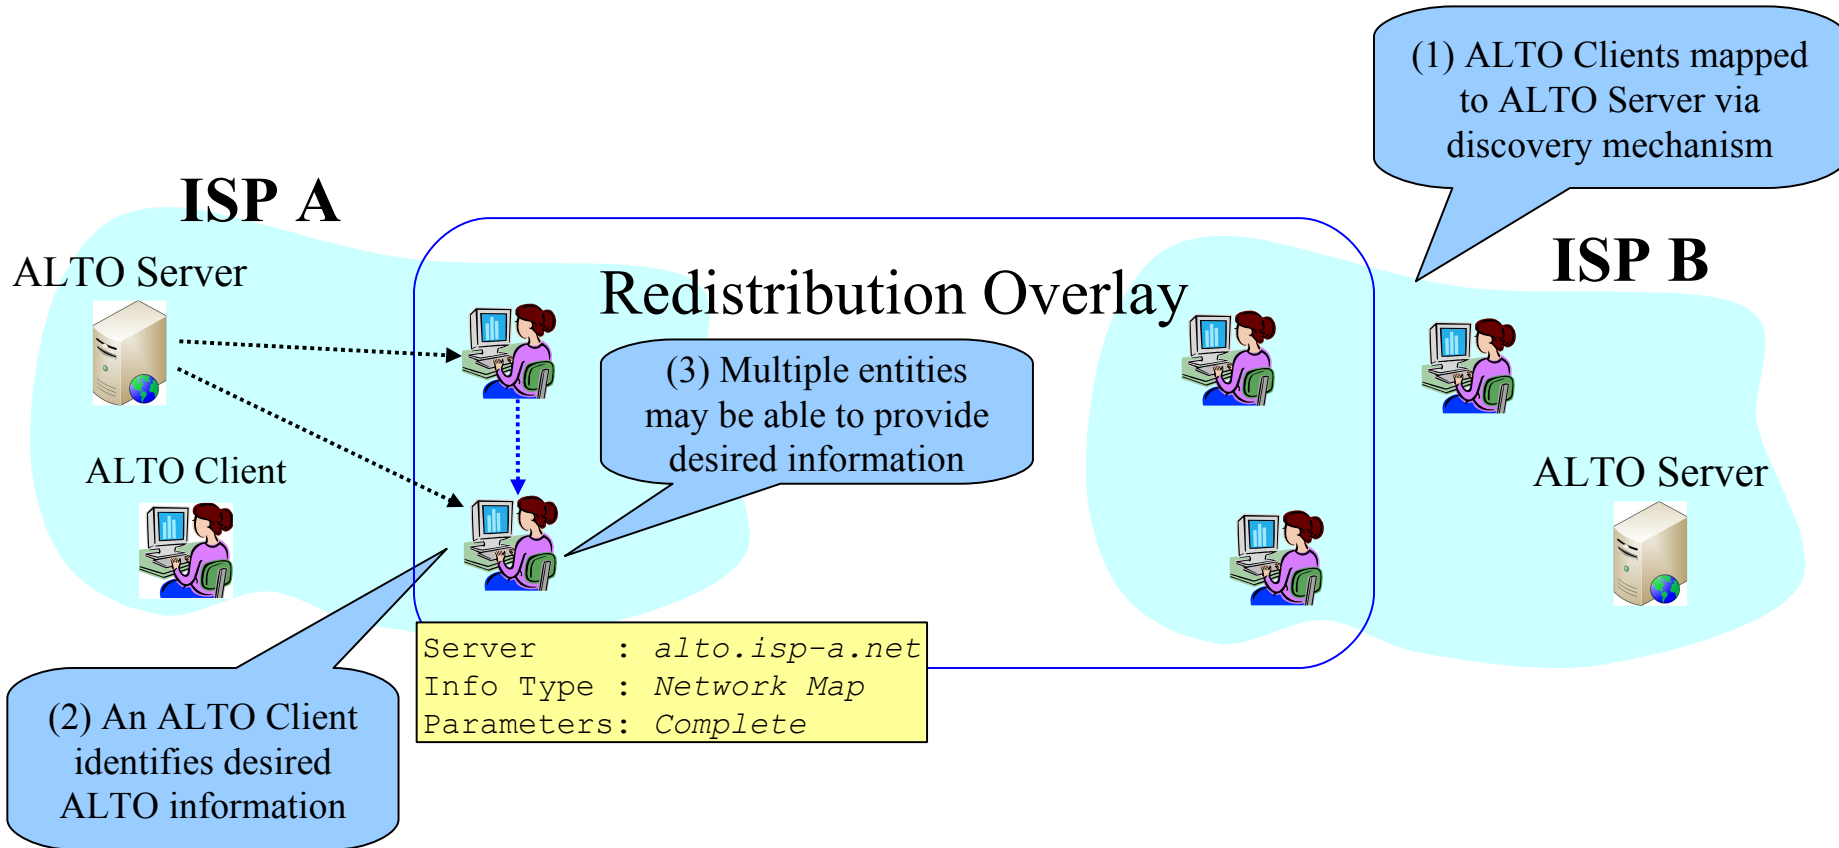 (1) ALTO Clients mapped
to ALTO Server via
discovery mechanism
ISP A
ISP B
ALTO Server
Redistribution Overlay
(3) Multiple entities
may be able to provide
desired information
ALTO Client
ALTO Server
Server    : alto.isp-a.net
Info Type : Network Map
Parameters: Complete
(2) An ALTO Client
identifies desired
ALTO information